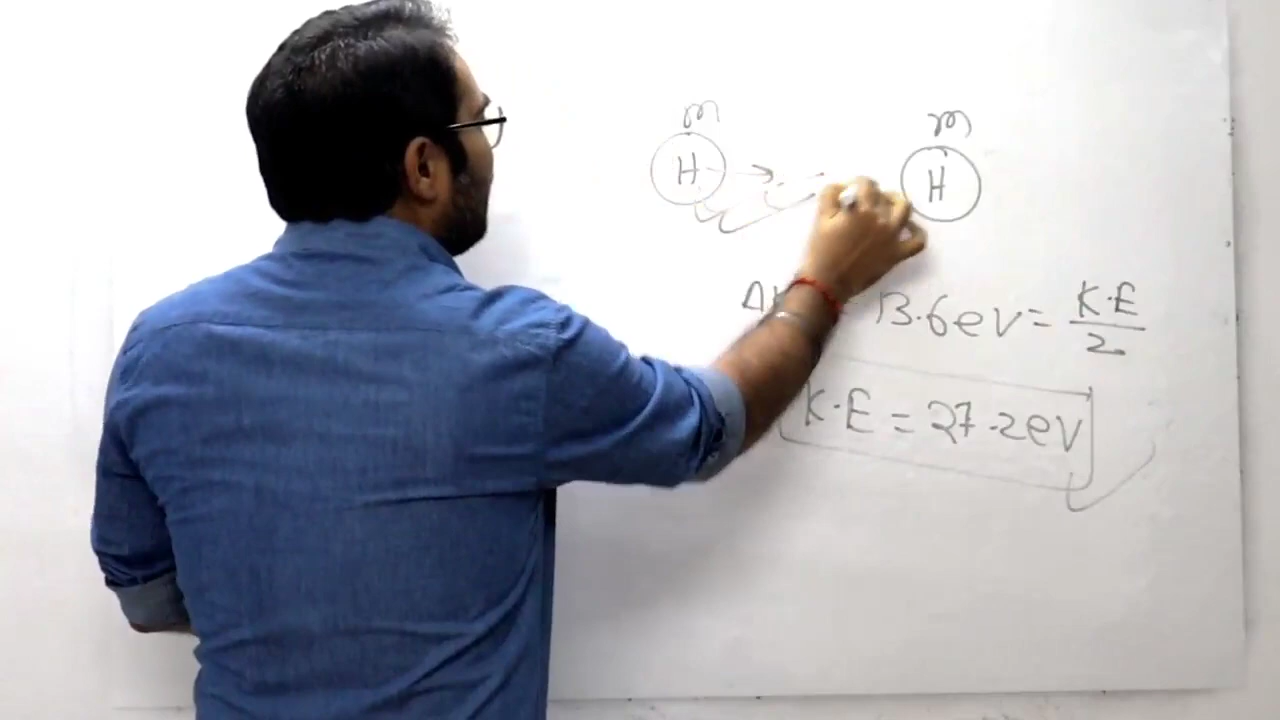 m m
H H
13.6eV = K.E/2
K.E = 27.2eV